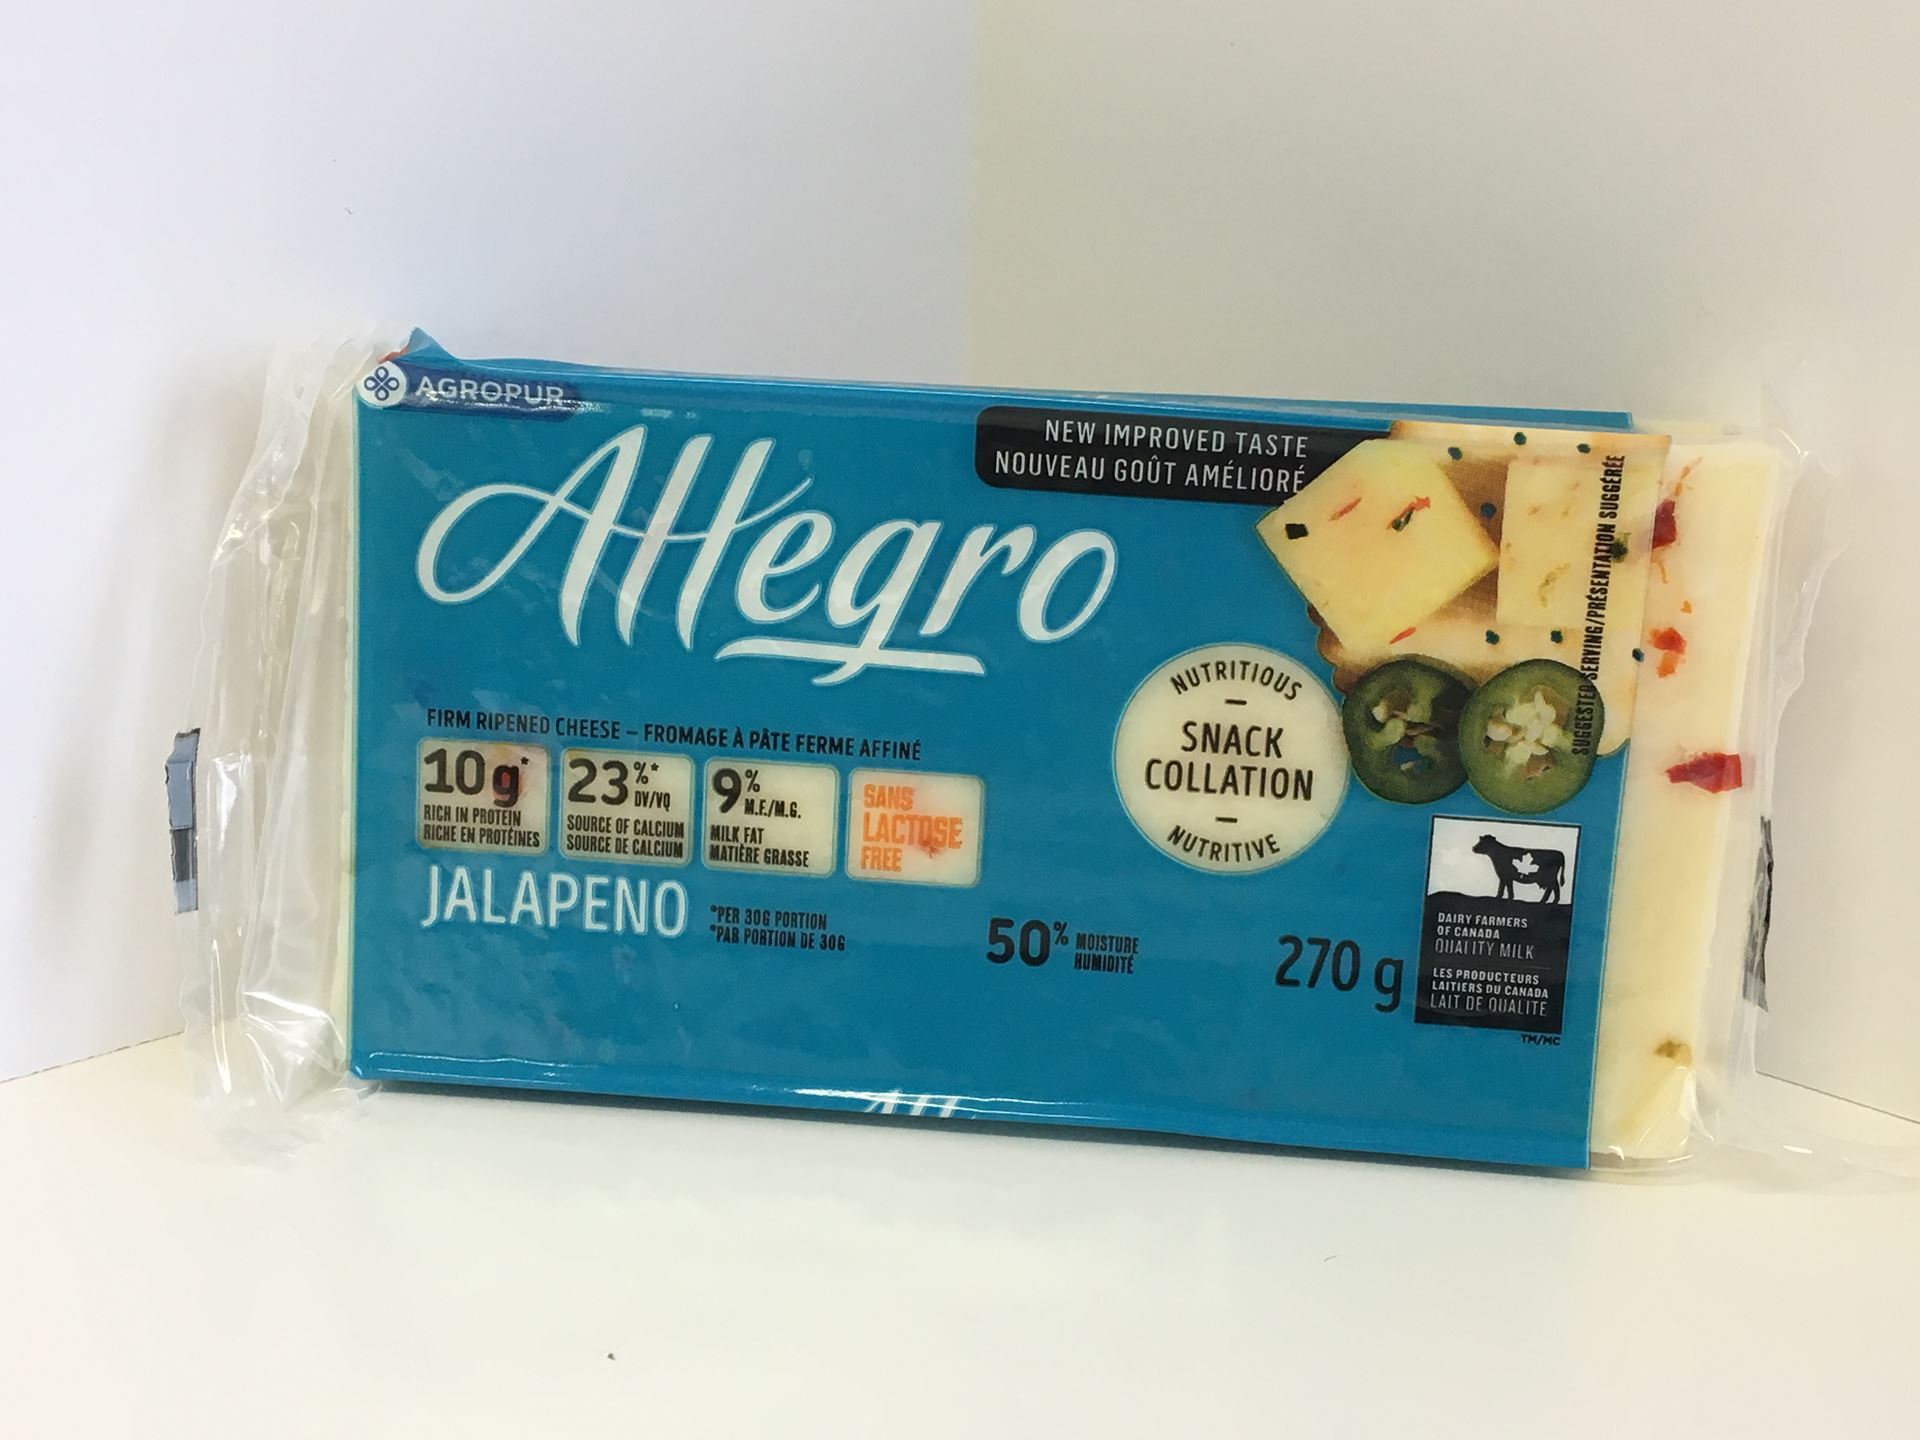 AGROPUR
NEW IMPROVED TASTE
NOUVEAU GOÛT AMÉLIORÉ
Allegro
SUGGESTED SERVING/PRÉSENTATION SUGGÉRÉE
NUTRITIOUS
SNACK
COLLATION
NUTRITIVE
FIRM RIPENED CHEESE – FROMAGE À PÂTE FERME AFFINÉ
10 g*
RICH IN PROTEIN
RICHE EN PROTÉINES
23%* DV/VQ
SOURCE OF CALCIUM
SOURCE DE CALCIUM
9% M.F./M.G.
MILK FAT
MATIÈRE GRASSE
SANS
LACTOSE
FREE
JALAPENO
*PER 30G PORTION
*PAR PORTION DE 30G
50% MOISTURE
HUMIDITÉ
270 g
DAIRY FARMERS
OF CANADA
QUALITY MILK
LES PRODUCTEURS
LAITIERS DU CANADA
LAIT DE QUALITÉ
TM/MC